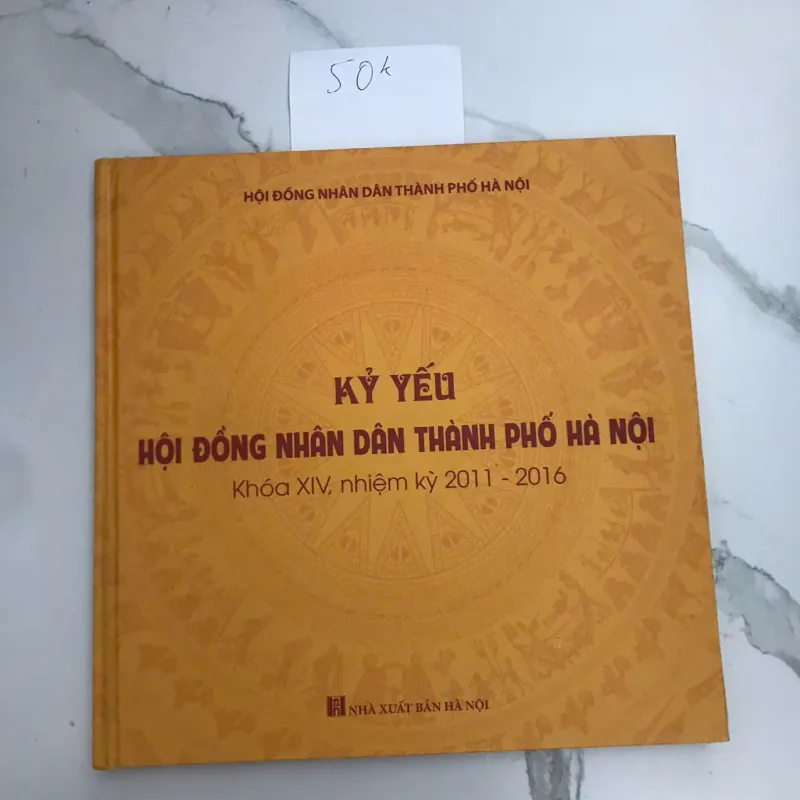 50k
HỘI ĐỒNG NHÂN DÂN THÀNH PHỐ HÀ NỘI
KỶ YẾU
HỘI ĐỒNG NHÂN DÂN THÀNH PHỐ HÀ NỘI
Khóa XIV, nhiệm kỳ 2011 - 2016
NHÀ XUẤT BẢN HÀ NỘI